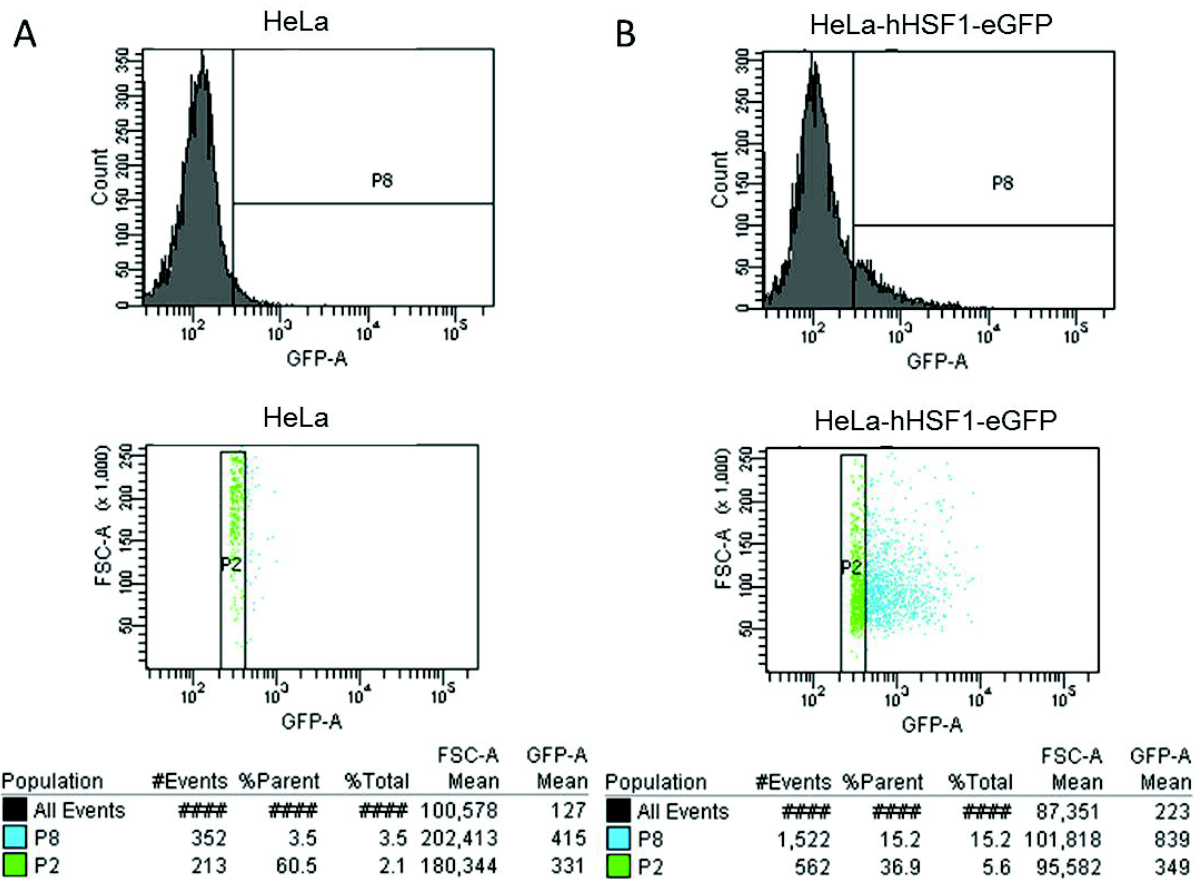 A
HeLa
350
300
250
200
150
100
50
0
Count
P8
10² 10³ 10⁴ 10⁵
GFP-A
B
HeLa-hHSF1-eGFP
300
250
200
150
100
50
0
Count
P8
10² 10³ 10⁴ 10⁵
GFP-A
HeLa
250
200
150
100
50
FSC-A (x 1,000)
P2
10² 10³ 10⁴ 10⁵
GFP-A
HeLa-hHSF1-eGFP
250
200
150
100
50
FSC-A (x 1,000)
P2
10² 10³ 10⁴ 10⁵
GFP-A
FSC-A GFP-A
Population #Events %Parent %Total Mean Mean
All Events #### #### #### 100,578 127
P8 352 3.5 3.5 202,413 415
P2 213 60.5 2.1 180,344 331
FSC-A GFP-A
Population #Events %Parent %Total Mean Mean
All Events #### #### #### 87,351 223
P8 1,522 15.2 15.2 101,818 839
P2 562 36.9 5.6 95,582 349